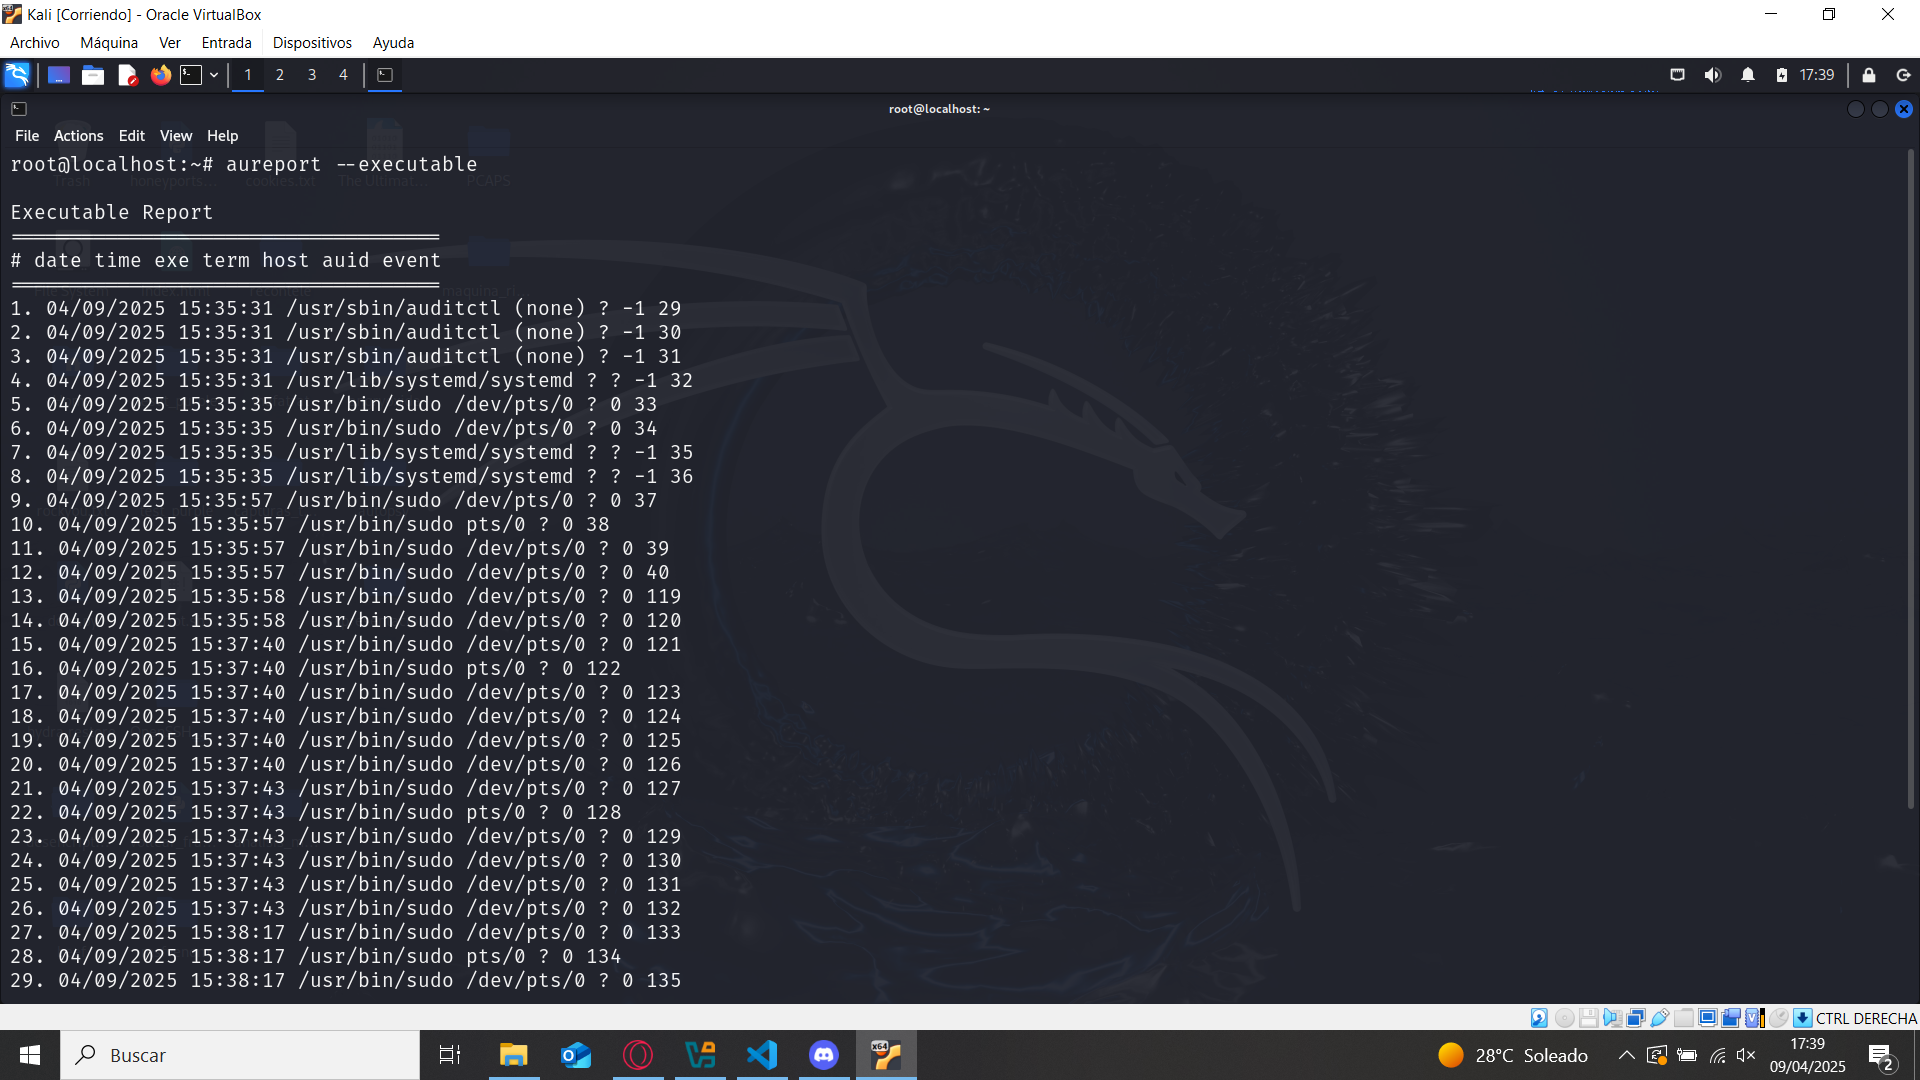 Kali [Corriendo] - Oracle VirtualBox
Archivo Máquina Ver Entrada Dispositivos Ayuda
1 2 3 4 17:39
root@localhost: ~
File Actions Edit View Help
root@localhost:~# aureport --executable
Executable Report
====================================
# date time exe term host auid event
====================================
1. 04/09/2025 15:35:31 /usr/sbin/auditctl (none) ? -1 29
2. 04/09/2025 15:35:31 /usr/sbin/auditctl (none) ? -1 30
3. 04/09/2025 15:35:31 /usr/sbin/auditctl (none) ? -1 31
4. 04/09/2025 15:35:31 /usr/lib/systemd/systemd ? ? -1 32
5. 04/09/2025 15:35:35 /usr/bin/sudo /dev/pts/0 ? 0 33
6. 04/09/2025 15:35:35 /usr/bin/sudo /dev/pts/0 ? 0 34
7. 04/09/2025 15:35:35 /usr/lib/systemd/systemd ? ? -1 35
8. 04/09/2025 15:35:35 /usr/lib/systemd/systemd ? ? -1 36
9. 04/09/2025 15:35:57 /usr/bin/sudo /dev/pts/0 ? 0 37
10. 04/09/2025 15:35:57 /usr/bin/sudo pts/0 ? 0 38
11. 04/09/2025 15:35:57 /usr/bin/sudo /dev/pts/0 ? 0 39
12. 04/09/2025 15:35:57 /usr/bin/sudo /dev/pts/0 ? 0 40
13. 04/09/2025 15:35:58 /usr/bin/sudo /dev/pts/0 ? 0 119
14. 04/09/2025 15:35:58 /usr/bin/sudo /dev/pts/0 ? 0 120
15. 04/09/2025 15:37:40 /usr/bin/sudo /dev/pts/0 ? 0 121
16. 04/09/2025 15:37:40 /usr/bin/sudo pts/0 ? 0 122
17. 04/09/2025 15:37:40 /usr/bin/sudo /dev/pts/0 ? 0 123
18. 04/09/2025 15:37:40 /usr/bin/sudo /dev/pts/0 ? 0 124
19. 04/09/2025 15:37:40 /usr/bin/sudo /dev/pts/0 ? 0 125
20. 04/09/2025 15:37:40 /usr/bin/sudo /dev/pts/0 ? 0 126
21. 04/09/2025 15:37:43 /usr/bin/sudo /dev/pts/0 ? 0 127
22. 04/09/2025 15:37:43 /usr/bin/sudo pts/0 ? 0 128
23. 04/09/2025 15:37:43 /usr/bin/sudo /dev/pts/0 ? 0 129
24. 04/09/2025 15:37:43 /usr/bin/sudo /dev/pts/0 ? 0 130
25. 04/09/2025 15:37:43 /usr/bin/sudo /dev/pts/0 ? 0 131
26. 04/09/2025 15:37:43 /usr/bin/sudo /dev/pts/0 ? 0 132
27. 04/09/2025 15:38:17 /usr/bin/sudo /dev/pts/0 ? 0 133
28. 04/09/2025 15:38:17 /usr/bin/sudo pts/0 ? 0 134
29. 04/09/2025 15:38:17 /usr/bin/sudo /dev/pts/0 ? 0 135
CTRL DERECHA
Buscar
28°C Soleado
17:39
09/04/2025
2